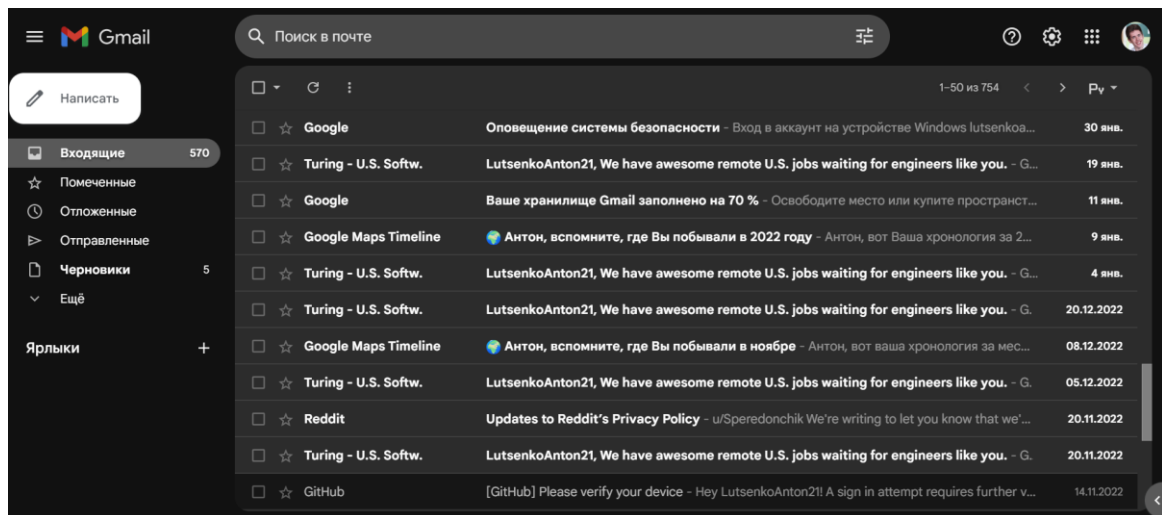 Gmail
Поиск в почте
Написать
1–50 из 754
Ру
Входящие 570
Помеченные
Отложенные
Отправленные
Черновики 5
Ещё
Ярлыки +
Google Оповещение системы безопасности - Вход в аккаунт на устройстве Windows lutsenkoa... 30 янв.
Turing - U.S. Softw. LutsenkoAnton21, We have awesome remote U.S. jobs waiting for engineers like you. - G... 19 янв.
Google Ваше хранилище Gmail заполнено на 70 % - Освободите место или купите пространст... 11 янв.
Google Maps Timeline 🌍 Антон, вспомните, где Вы побывали в 2022 году - Антон, вот Ваша хронология за 2... 9 янв.
Turing - U.S. Softw. LutsenkoAnton21, We have awesome remote U.S. jobs waiting for engineers like you. - G... 4 янв.
Turing - U.S. Softw. LutsenkoAnton21, We have awesome remote U.S. jobs waiting for engineers like you. - G. 20.12.2022
Google Maps Timeline 🌍 Антон, вспомните, где Вы побывали в ноябре - Антон, вот ваша хронология за мес... 08.12.2022
Turing - U.S. Softw. LutsenkoAnton21, We have awesome remote U.S. jobs waiting for engineers like you. - G. 05.12.2022
Reddit Updates to Reddit's Privacy Policy - u/Speredonchik We're writing to let you know that we'... 20.11.2022
Turing - U.S. Softw. LutsenkoAnton21, We have awesome remote U.S. jobs waiting for engineers like you. - G. 20.11.2022
GitHub [GitHub] Please verify your device - Hey LutsenkoAnton21! A sign in attempt requires further v... 14.11.2022